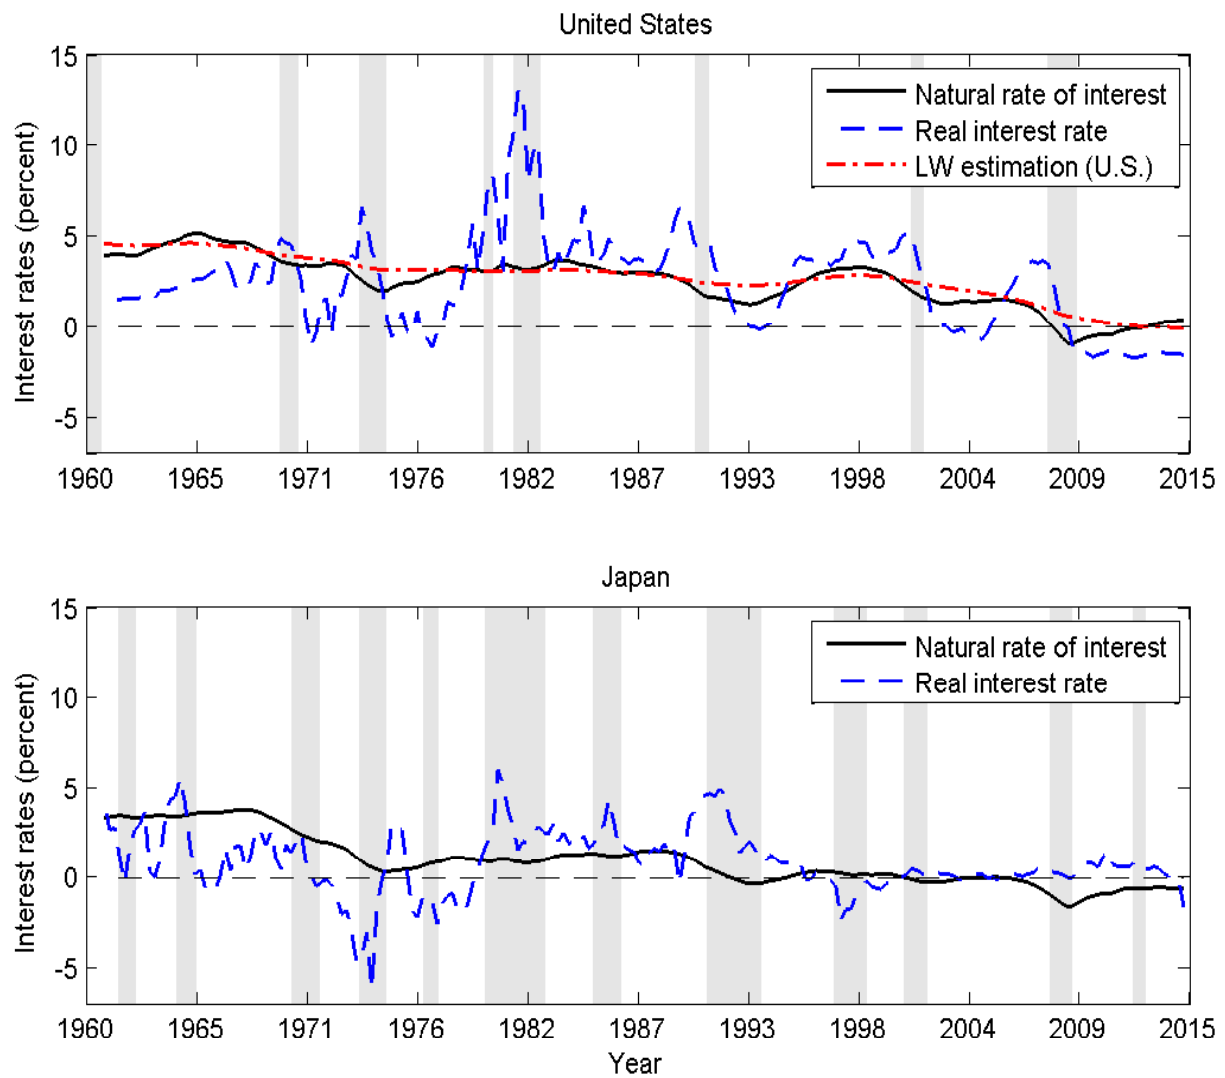 United States
15
10
5
0
-5
Interest rates (percent)
Natural rate of interest
Real interest rate
LW estimation (U.S.)
1960 1965 1971 1976 1982 1987 1993 1998 2004 2009 2015
Japan
15
10
5
0
-5
Interest rates (percent)
Natural rate of interest
Real interest rate
1960 1965 1971 1976 1982 1987 1993 1998 2004 2009 2015
Year